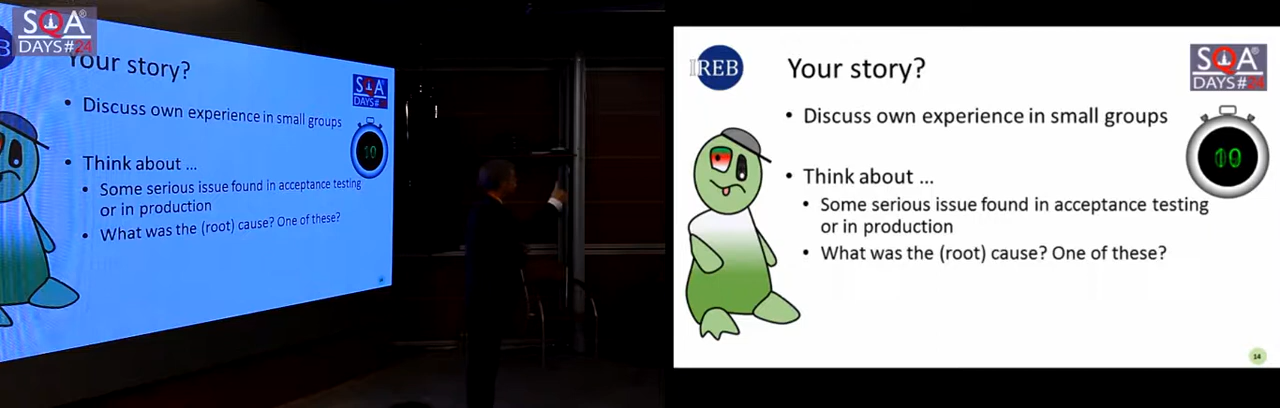 SQA®
DAYS#24
B
Your story?
SQA®
DAYS#
• Discuss own experience in small groups
10
• Think about ...
• Some serious issue found in acceptance testing
or in production
• What was the (root) cause? One of these?
IREB
Your story?
SQA®
DAYS#24
• Discuss own experience in small groups
10
• Think about ...
• Some serious issue found in acceptance testing
or in production
• What was the (root) cause? One of these?
14